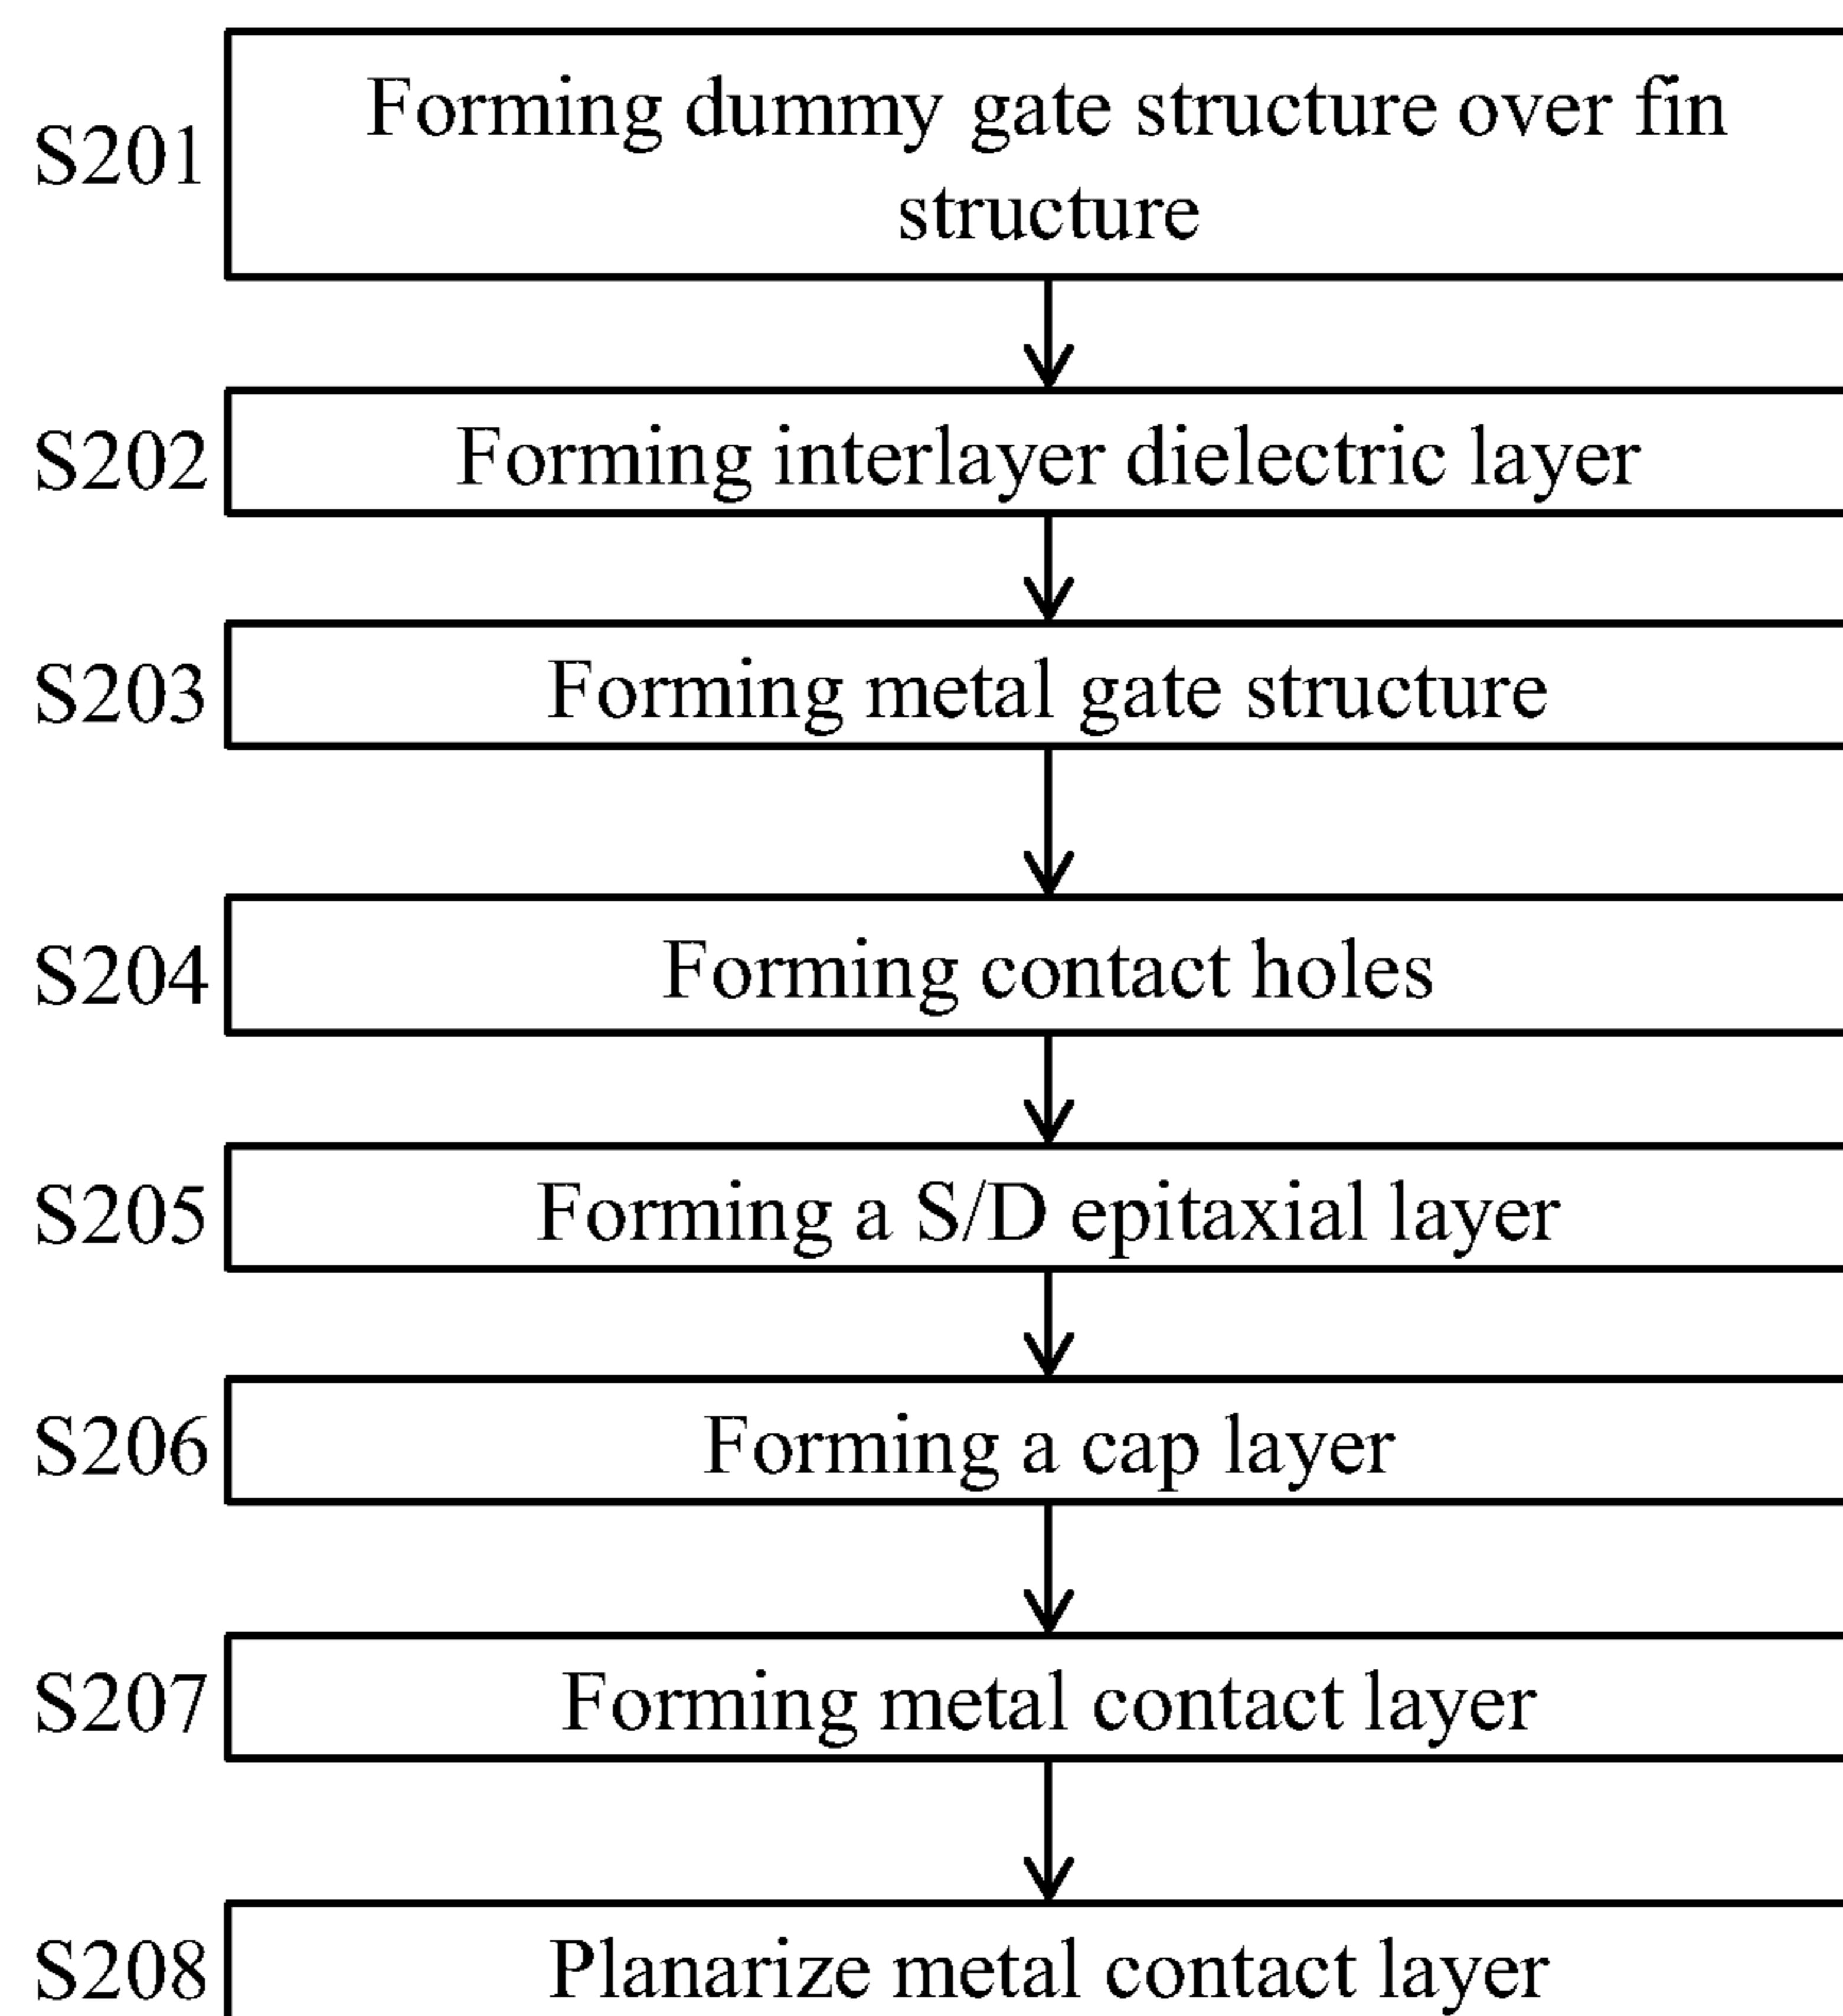 S201
Forming dummy gate structure over fin
structure
S202
Forming interlayer dielectric layer
S203
Forming metal gate structure
S204
Forming contact holes
S205
Forming a S/D epitaxial layer
S206
Forming a cap layer
S207
Forming metal contact layer
S208
Planarize metal contact layer